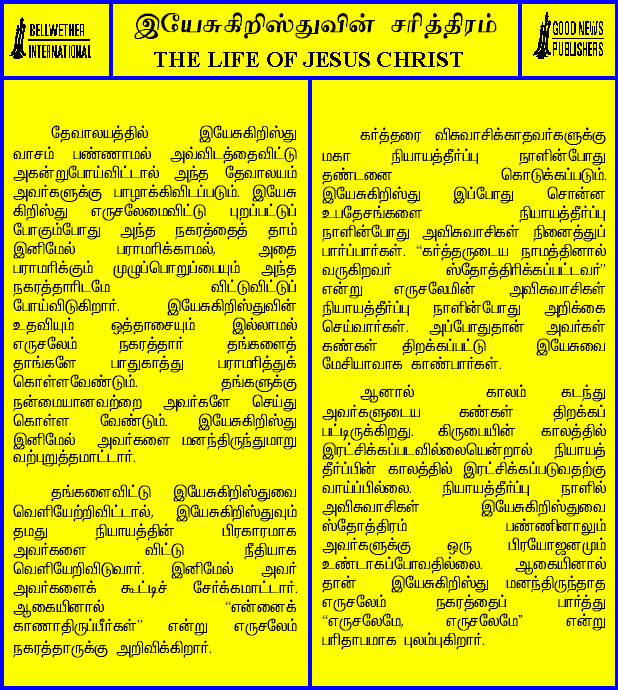 BELLWETHER
INTERNATIONAL
இயேசுகிறிஸ்துவின் சரித்திரம்
THE LIFE OF JESUS CHRIST
GOOD NEWS
PUBLISHERS
தேவாலயத்தில் இயேசுகிறிஸ்து
வாசம் பண்ணாமல் அவ்விடத்தைவிட்டு
அகன்றுபோய்விட்டால் அந்த தேவாலயம்
அவர்களுக்கு பாழாக்கிவிடப்படும். இயேசு
கிறிஸ்து எருசலேமைவிட்டு புறப்பட்டுப்
போகும்போது அந்த நகரத்தைத் தாம்
இனிமேல் பராமரிக்காமல், அதை
பராமரிக்கும் முழுப்பொறுப்பையும் அந்த
நகரத்தாரிடமே விட்டுவிட்டுப்
போய்விடுகிறார். இயேசுகிறிஸ்துவின்
உதவியும் ஒத்தாசையும் இல்லாமல்
எருசலேம் நகரத்தார் தங்களைத்
தாங்களே பாதுகாத்து பராமரித்துக்
கொள்ளவேண்டும். தங்களுக்கு
நன்மையானவற்றை அவர்களே செய்து
கொள்ள வேண்டும். இயேசுகிறிஸ்து
இனிமேல் அவர்களை மனந்திருந்துமாறு
வற்புறுத்தமாட்டார்.
தங்களைவிட்டு இயேசுகிறிஸ்துவை
வெளியேற்றிவிட்டால், இயேசுகிறிஸ்துவும்
தமது நியாயத்தின் பிரகாரமாக
அவர்களை விட்டு நீதியாக
வெளியேறிவிடுவார். இனிமேல் அவர்
அவர்களைக் கூட்டிச் சேர்க்கமாட்டார்.
ஆகையினால் “என்னைக்
காணாதிருப்பீர்கள்” என்று எருசலேம்
நகரத்தாருக்கு அறிவிக்கிறார்.
கர்த்தரை விசுவாசிக்காதவர்களுக்கு
மகா நியாயத்தீர்ப்பு நாளின்போது
தண்டனை கொடுக்கப்படும்.
இயேசுகிறிஸ்து இப்போது சொன்ன
உபதேசங்களை நியாயத்தீர்ப்பு
நாளின்போது அவிசுவாசிகள் நினைத்துப்
பார்ப்பார்கள். “கர்த்தருடைய நாமத்தினால்
வருகிறவர் ஸ்தோத்திரிக்கப்பட்டவர்”
என்று எருசலேமின் அவிசுவாசிகள்
நியாயத்தீர்ப்பு நாளின்போது அறிக்கை
செய்வார்கள். அப்போதுதான் அவர்கள்
கண்கள் திறக்கப்பட்டு இயேசுவை
மேசியாவாக காண்பார்கள்.
ஆனால் காலம் கடந்து
அவர்களுடைய கண்கள் திறக்கப்
பட்டிருக்கிறது. கிருபையின் காலத்தில்
இரட்சிக்கப்படவில்லையென்றால் நியாயத்
தீர்ப்பின் காலத்தில் இரட்சிக்கப்படுவதற்கு
வாய்ப்பில்லை. நியாயத்தீர்ப்பு நாளில்
அவிசுவாசிகள் இயேசுகிறிஸ்துவை
ஸ்தோத்திரம் பண்ணினாலும்
அவர்களுக்கு ஒரு பிரயோஜனமும்
உண்டாகப்போவதில்லை. ஆகையினால்
தான் இயேசுகிறிஸ்து மனந்திருந்தாத
எருசலேம் நகரத்தைப் பார்த்து
“எருசலேமே, எருசலேமே” என்று
பரிதாபமாக புலம்புகிறார்.